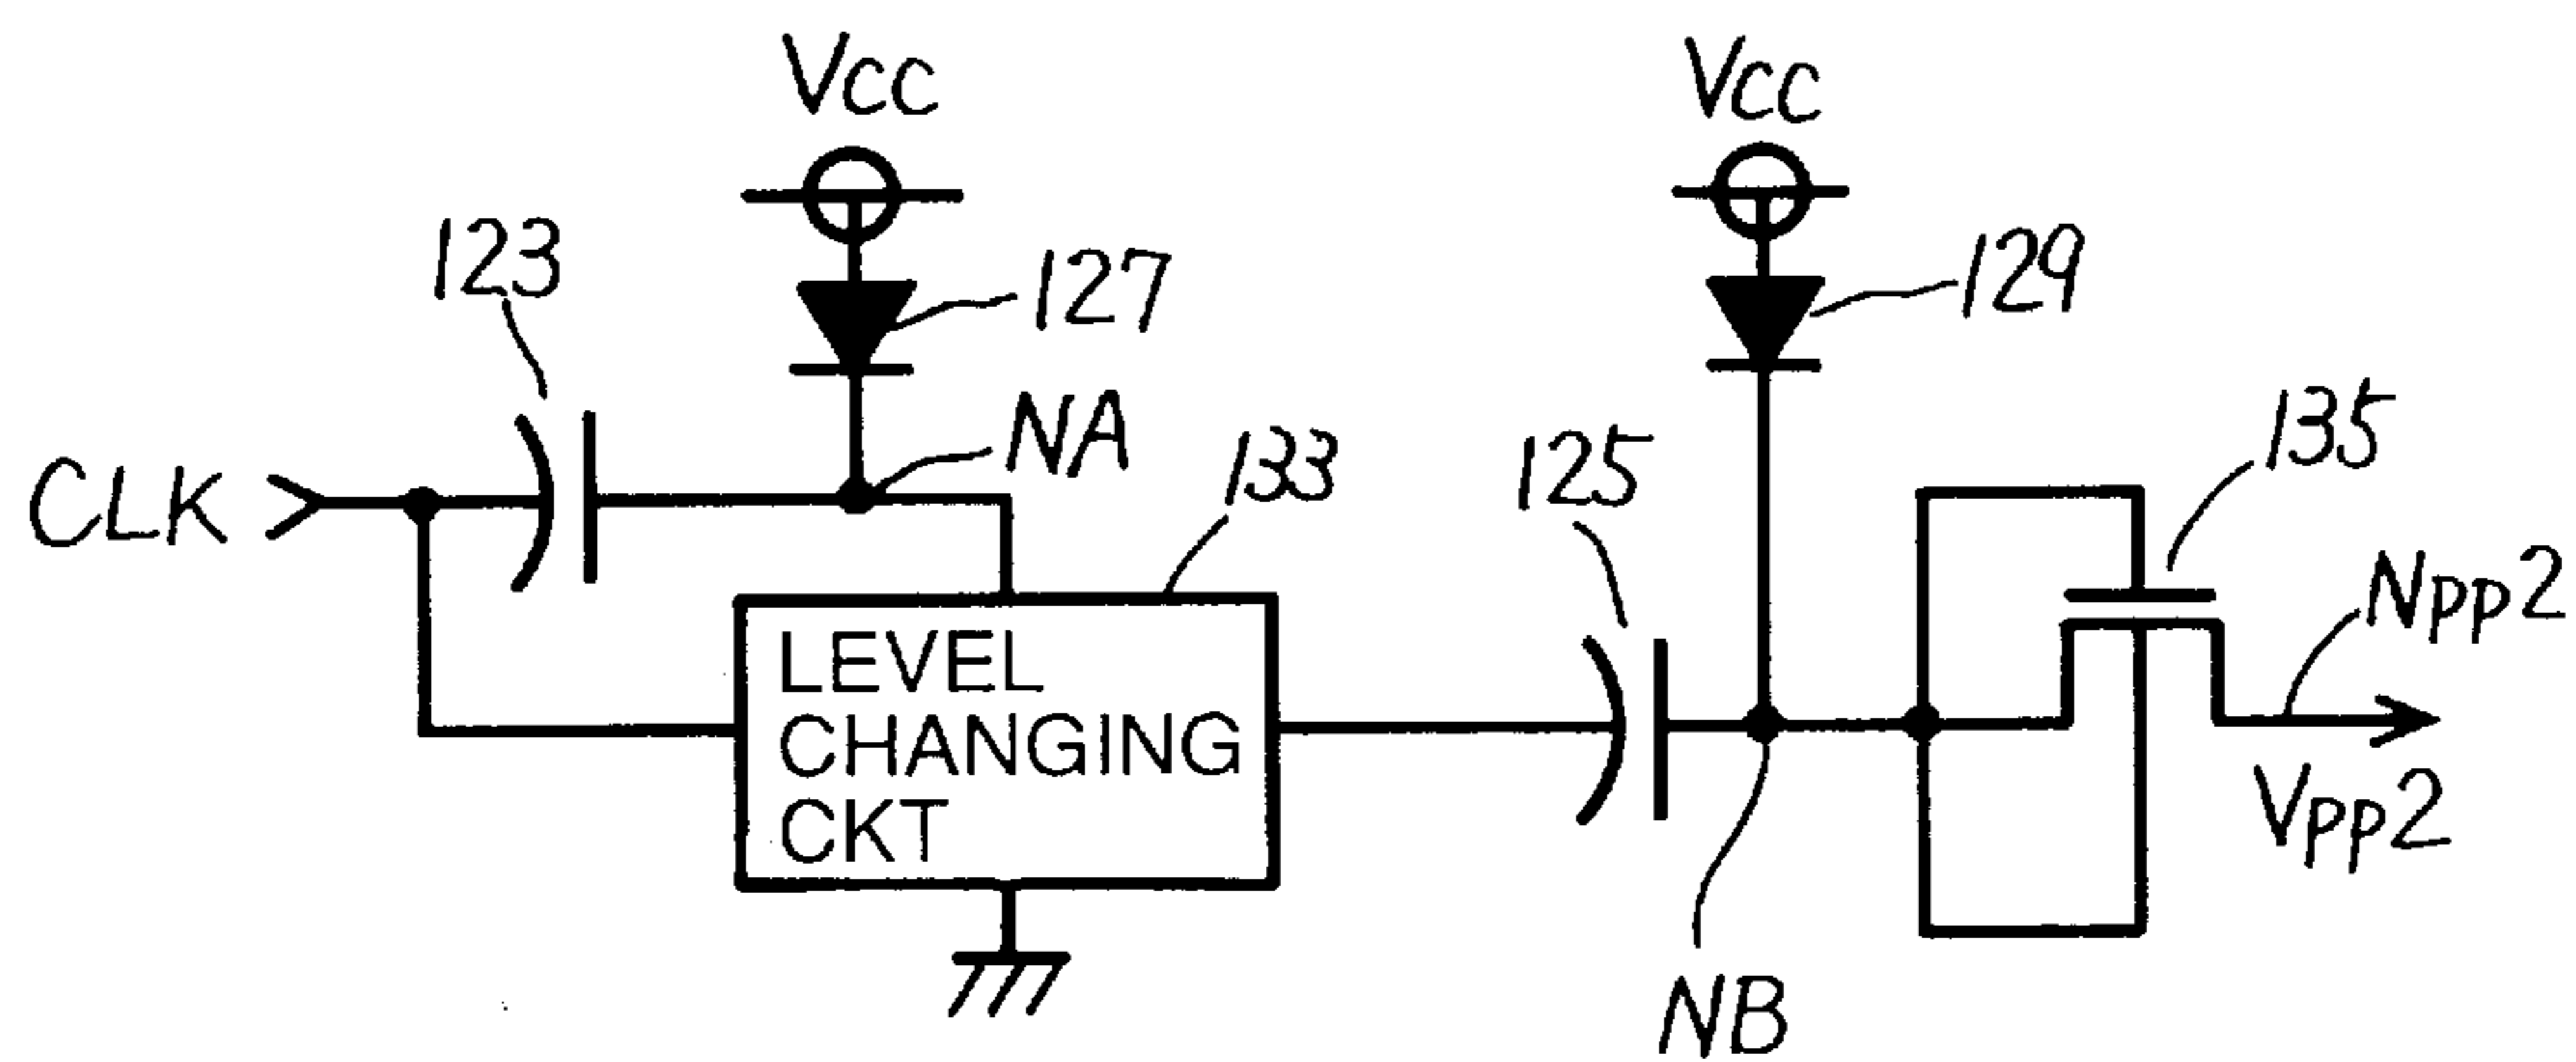 Vcc
Vcc
123
127
129
NA
135
CLK
133
125
Npp2
LEVEL
CHANGING
CKT
Vpp2
NB